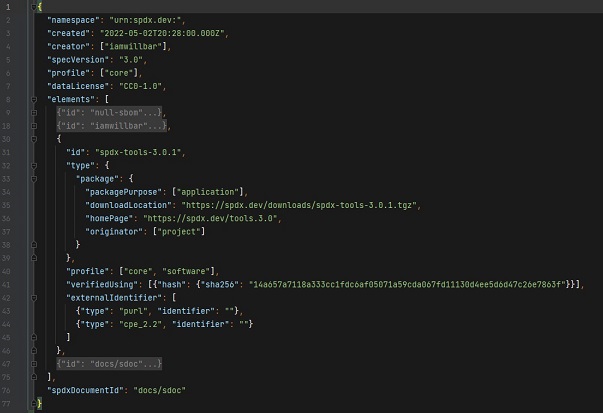 1 {
2 "namespace": "urn:spdx.dev:",
3 "created": "2022-05-02T20:28:00.000Z",
4 "creator": ["iamwillbar"],
5 "specVersion": "3.0",
6 "profile": ["core"],
7 "dataLicense": "CC0-1.0",
8 "elements": [
9 {"id": "null-sbom"...},
18 {"id": "iamwillbar"...},
30 {
31 "id": "spdx-tools-3.0.1",
32 "type": {
33 "package": {
34 "packagePurpose": ["application"],
35 "downloadLocation": "https://spdx.dev/downloads/spdx-tools-3.0.1.tgz",
36 "homePage": "https://spdx.dev/tools.3.0",
37 "originator": ["project"]
38 }
39 },
40 "profile": ["core", "software"],
41 "verifiedUsing": [{"hash": {"sha256": "14a657a7118a333cc1fdc6af05071a59cda067fd11130d4ee5d6d47c26e7863f"}}],
42 "externalIdentifier": [
43 {"type": "purl", "identifier": ""},
44 {"type": "cpe_2.2", "identifier": ""}
45 ]
46 },
47 {"id": "docs/sdoc"...}
75 ],
76 "spdxDocumentId": "docs/sdoc"
77 }